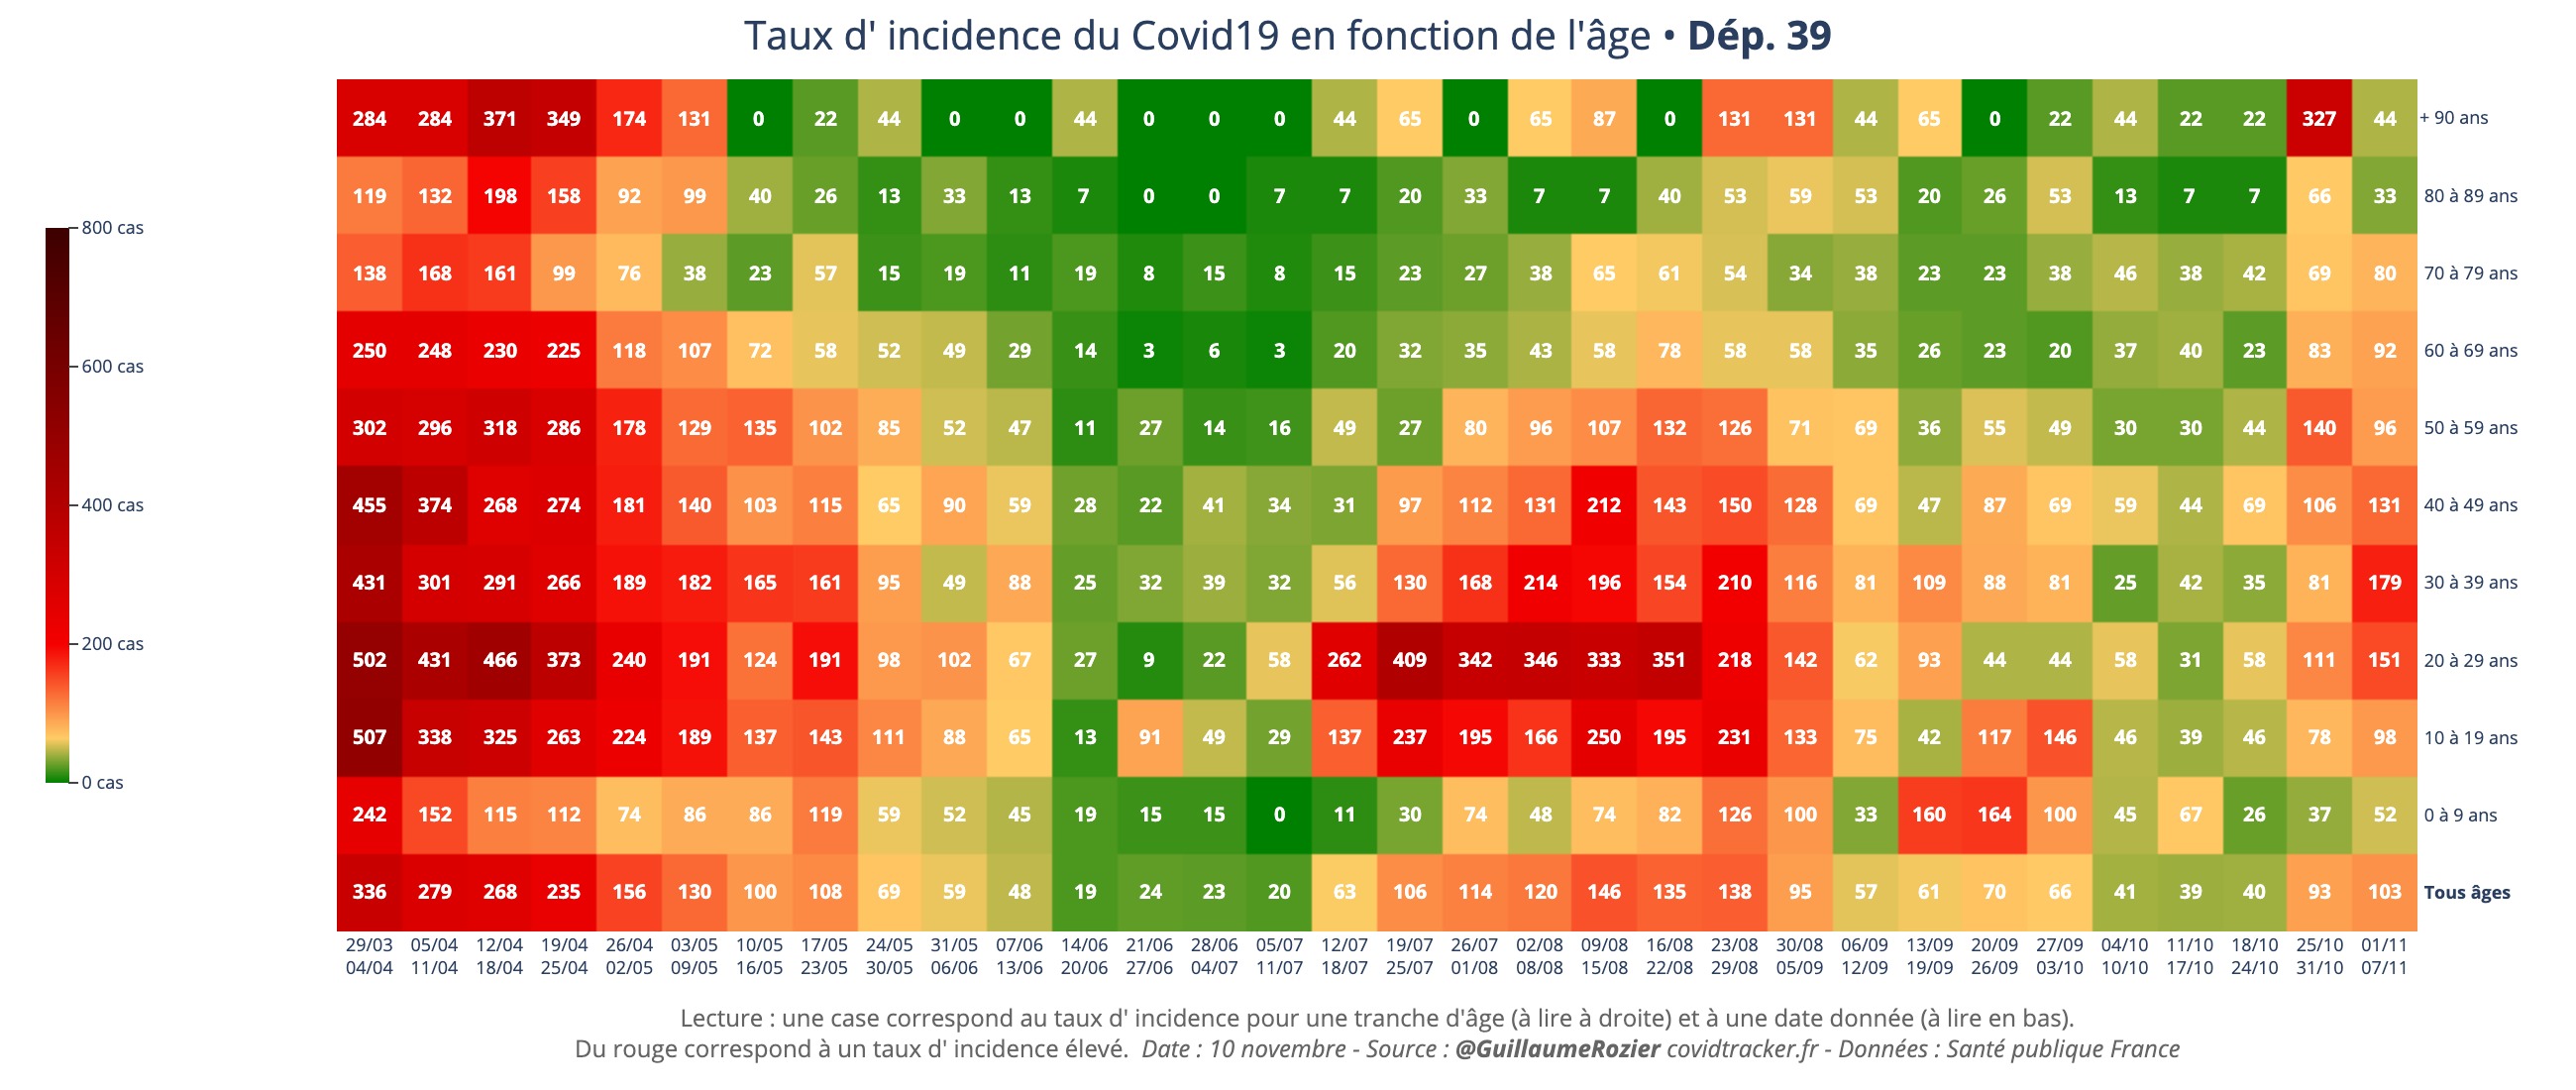 Taux d' incidence du Covid19 en fonction de l'âge • Dép. 39
284 284 371 349 174 131 0 22 44 0 0 44 0 0 0 44 65 0 65 87 0 131 131 44 65 0 22 44 22 22 327 44 + 90 ans
119 132 198 158 92 99 40 26 13 33 13 7 0 0 7 7 20 33 7 7 40 53 59 53 20 26 53 13 7 7 66 33 80 à 89 ans
800 cas
138 168 161 99 76 38 23 57 15 19 11 19 8 15 8 15 23 27 38 65 61 54 34 38 23 23 38 46 38 42 69 80 70 à 79 ans
250 248 230 225 118 107 72 58 52 49 29 14 3 6 3 20 32 35 43 58 78 58 58 35 26 23 20 37 40 23 83 92 60 à 69 ans
600 cas
302 296 318 286 178 129 135 102 85 52 47 11 27 14 16 49 27 80 96 107 132 126 71 69 36 55 49 30 30 44 140 96 50 à 59 ans
400 cas
455 374 268 274 181 140 103 115 65 90 59 28 22 41 34 31 97 112 131 212 143 150 128 69 47 87 69 59 44 69 106 131 40 à 49 ans
431 301 291 266 189 182 165 161 95 49 88 25 32 39 32 56 130 168 214 196 154 210 116 81 109 88 81 25 42 35 81 179 30 à 39 ans
200 cas
502 431 466 373 240 191 124 191 98 102 67 27 9 22 58 262 409 342 346 333 351 218 142 62 93 44 44 58 31 58 111 151 20 à 29 ans
507 338 325 263 224 189 137 143 111 88 65 13 91 49 29 137 237 195 166 250 195 231 133 75 42 117 146 46 39 46 78 98 10 à 19 ans
0 cas
242 152 115 112 74 86 86 119 59 52 45 19 15 15 0 11 30 74 48 74 82 126 100 33 160 164 100 45 67 26 37 52 0 à 9 ans
336 279 268 235 156 130 100 108 69 59 48 19 24 23 20 63 106 114 120 146 135 138 95 57 61 70 66 41 39 40 93 103 Tous âges
29/03 05/04 12/04 19/04 26/04 03/05 10/05 17/05 24/05 31/05 07/06 14/06 21/06 28/06 05/07 12/07 19/07 26/07 02/08 09/08 16/08 23/08 30/08 06/09 13/09 20/09 27/09 04/10 11/10 18/10 25/10 01/11
04/04 11/04 18/04 25/04 02/05 09/05 16/05 23/05 30/05 06/06 13/06 20/06 27/06 04/07 11/07 18/07 25/07 01/08 08/08 15/08 22/08 29/08 05/09 12/09 19/09 26/09 03/10 10/10 17/10 24/10 31/10 07/11
Lecture : une case correspond au taux d' incidence pour une tranche d'âge (à lire à droite) et à une date donnée (à lire en bas).
Du rouge correspond à un taux d' incidence élevé. Date : 10 novembre - Source : @GuillaumeRozier covidtracker.fr - Données : Santé publique France